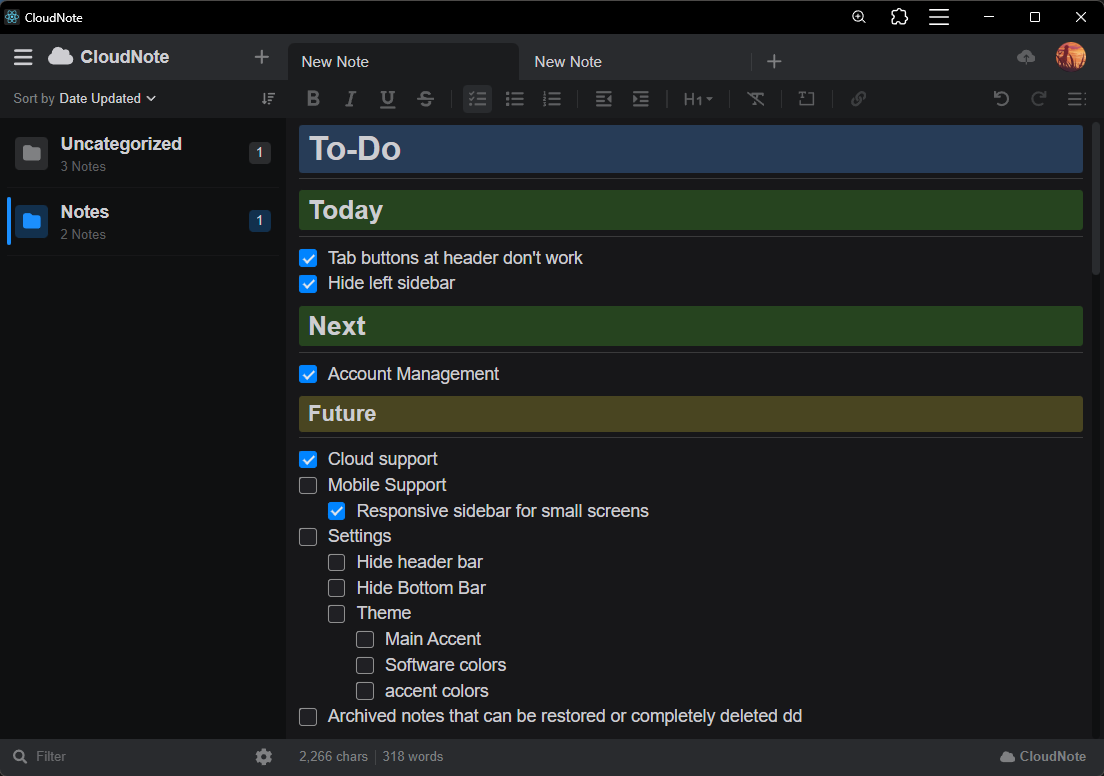 CloudNote
CloudNote
New Note
New Note
Sort by Date Updated
B I U S H1
Uncategorized
3 Notes
1
Notes
2 Notes
1
To-Do
Today
Tab buttons at header don't work
Hide left sidebar
Next
Account Management
Future
Cloud support
Mobile Support
Responsive sidebar for small screens
Settings
Hide header bar
Hide Bottom Bar
Theme
Main Accent
Software colors
accent colors
Archived notes that can be restored or completely deleted dd
Filter
2,266 chars
318 words
CloudNote